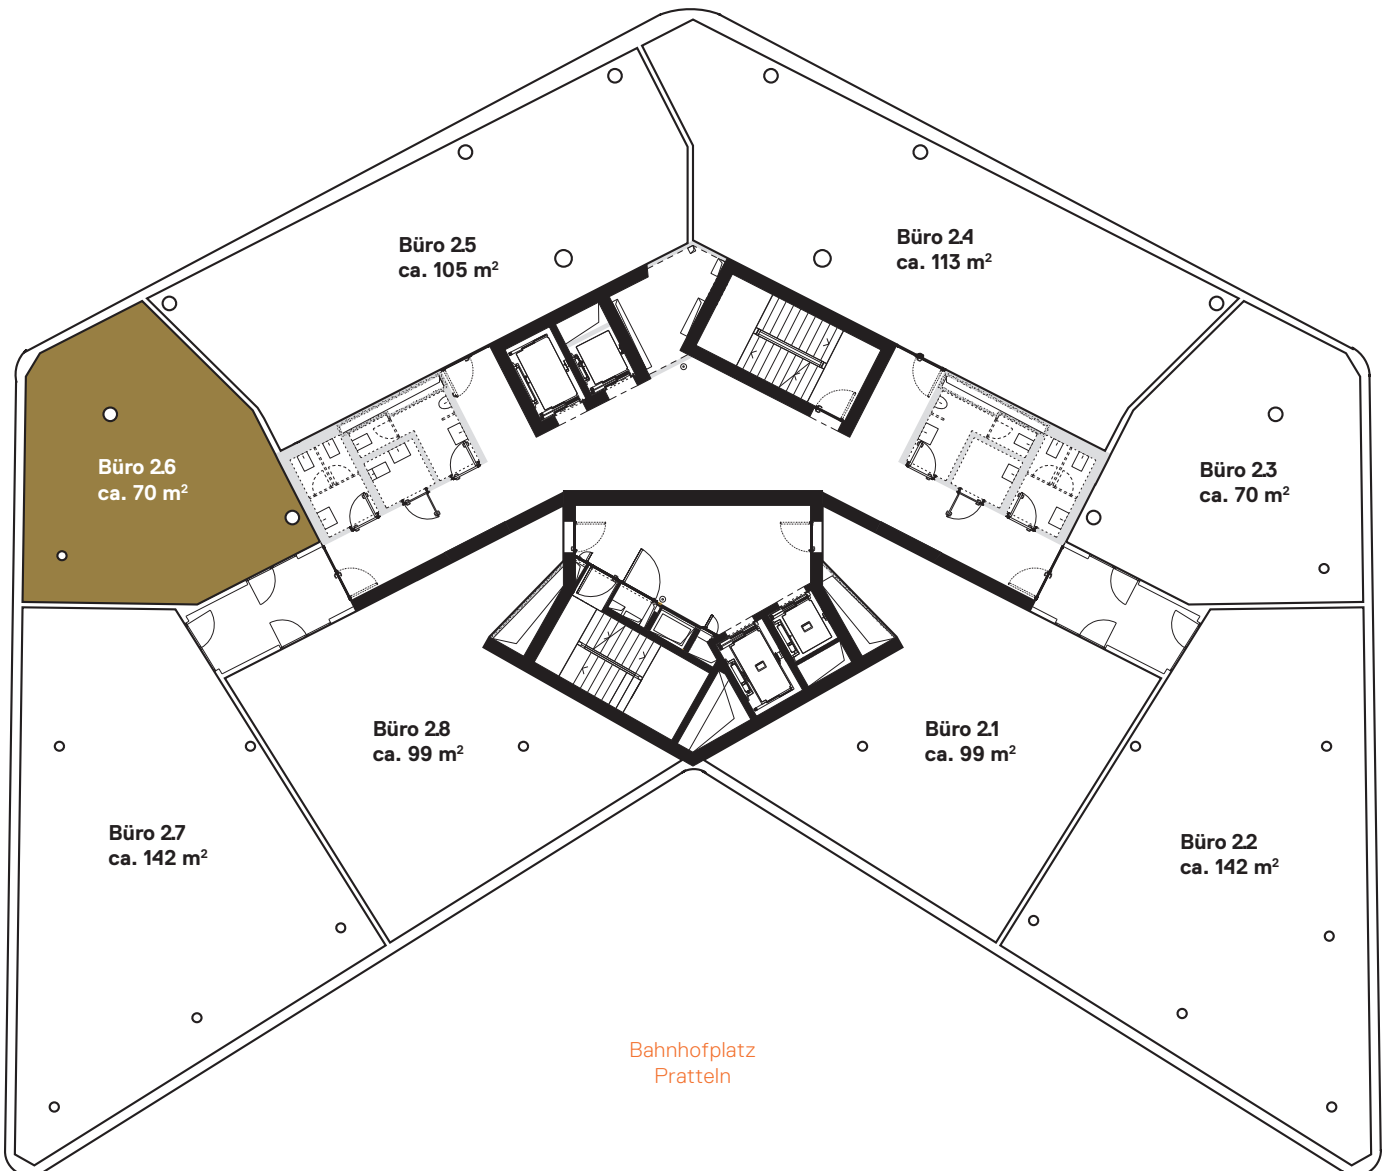 Büro 2.5
ca. 105 m²
Büro 2.4
ca. 113 m²
Büro 2.6
ca. 70 m²
Büro 2.3
ca. 70 m²
Büro 2.8
ca. 99 m²
Büro 2.1
ca. 99 m²
Büro 2.7
ca. 142 m²
Büro 2.2
ca. 142 m²
Bahnhofplatz
Pratteln